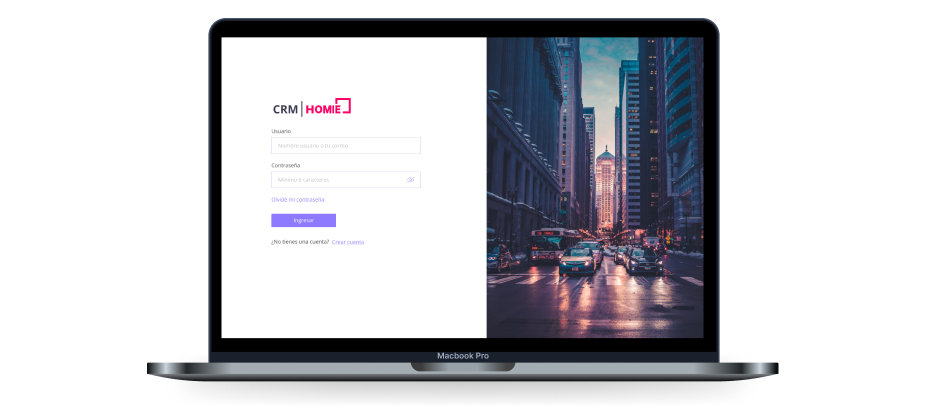 CRM | HOME
Usuario
Nombre usuario o tu correo
Contraseña
Mínimo 6 caracteres
Olvidé mi contraseña
Ingresar
¿No tienes una cuenta? Crear cuenta
Macbook Pro